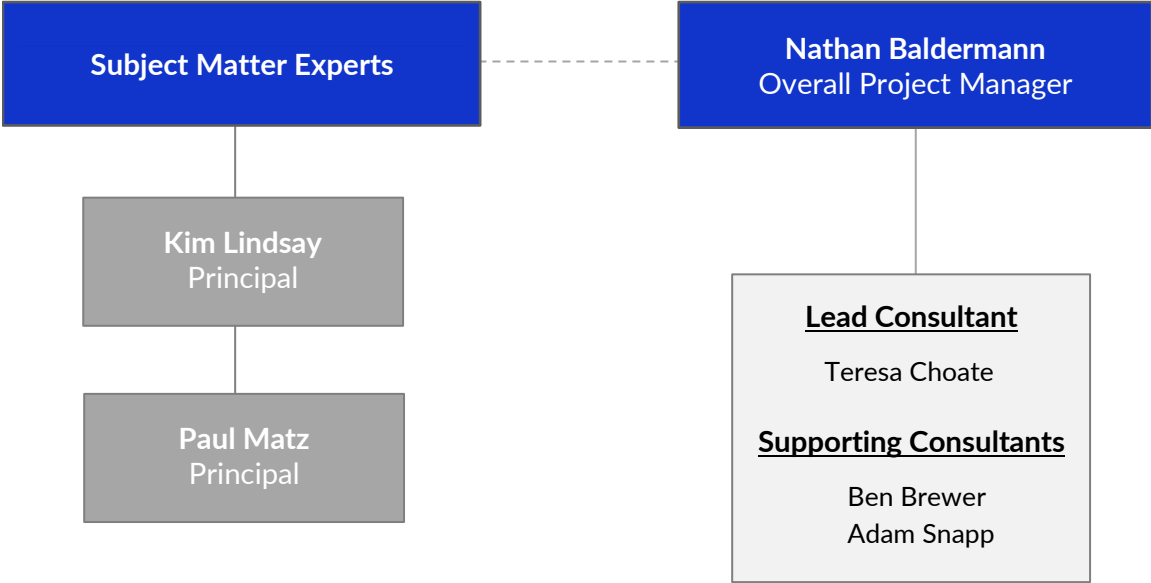 Subject Matter Experts
Nathan Baldermann
Overall Project Manager
Kim Lindsay
Principal
Paul Matz
Principal
Lead Consultant
Teresa Choate
Supporting Consultants
Ben Brewer
Adam Snapp